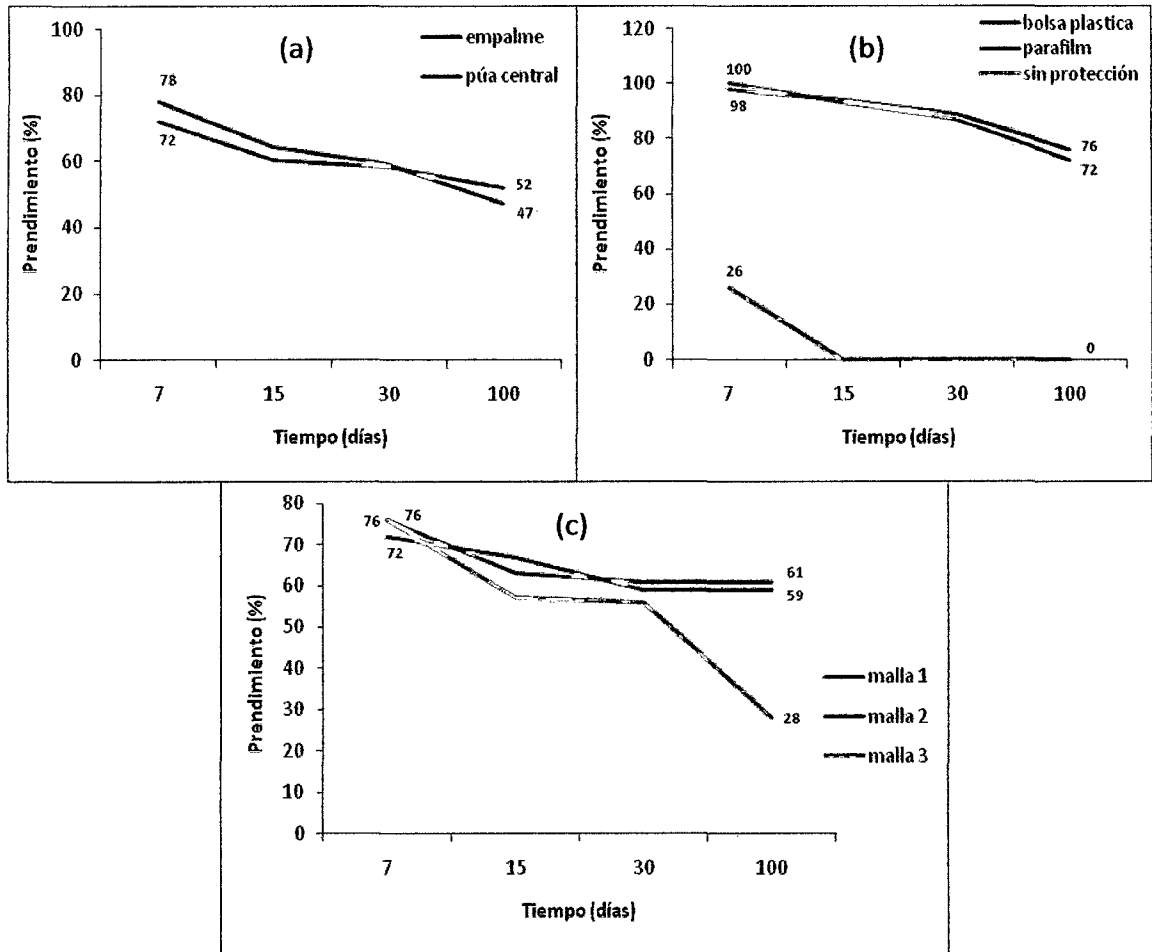 (a)
empalme
púa central
Prendimiento (%)
100
80
60
40
20
0
78
72
52
47
7 15 30 100
Tiempo (días)
(b)
bolsa plastica
parafilm
sin protección
Prendimiento (%)
120
100
80
60
40
20
0
100
98
76
72
26
0
7 15 30 100
Tiempo (días)
(c)
Prendimiento (%)
80
70
60
50
40
30
20
10
0
76 76
72
61
59
28
malla 1
malla 2
malla 3
7 15 30 100
Tiempo (días)